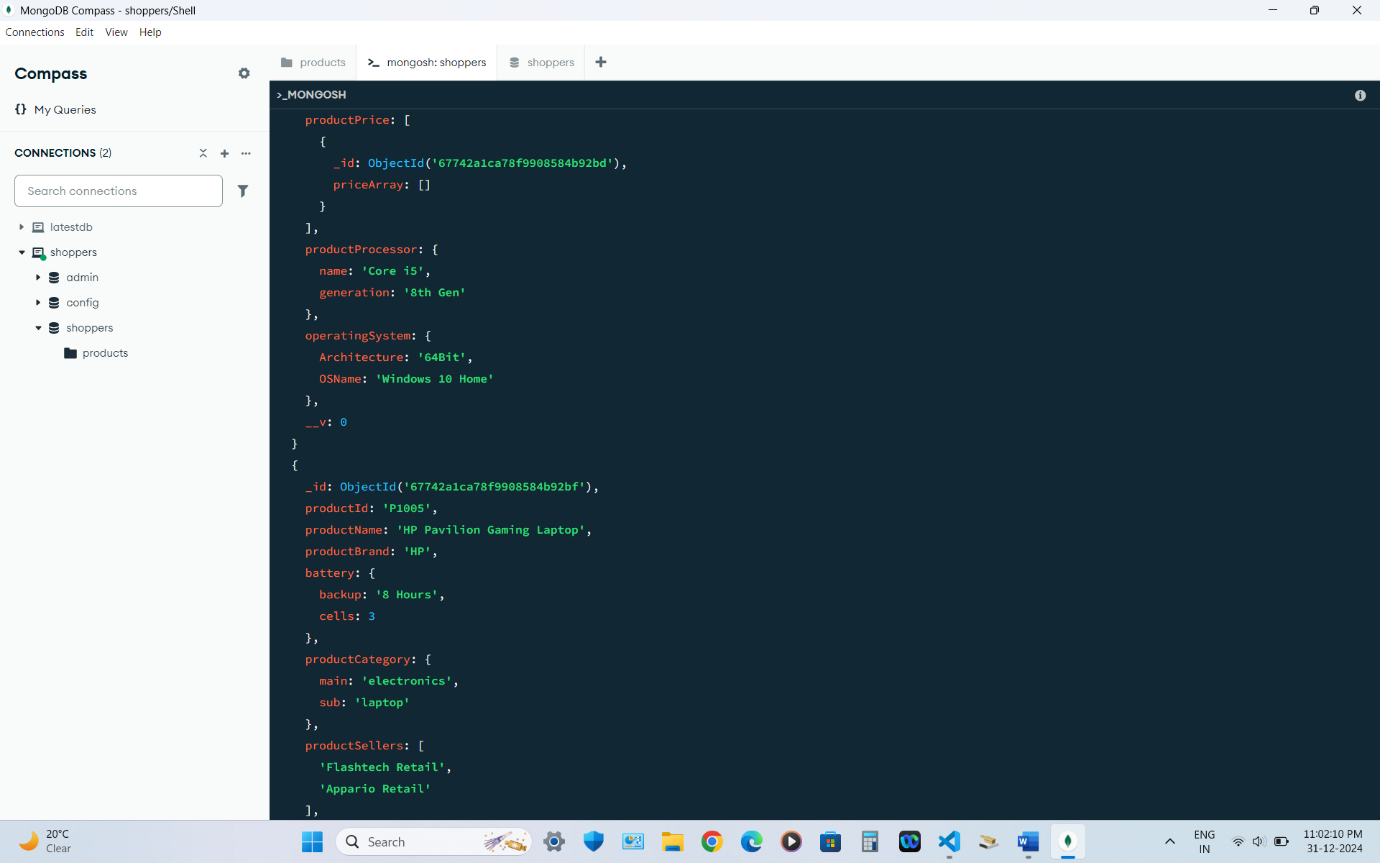 MongoDB Compass - shoppers/Shell
Connections Edit View Help
Compass
My Queries
CONNECTIONS (2)
Search connections
latestdb
shoppers
admin
config
shoppers
products
products
mongosh: shoppers
shoppers
>_MONGOSH
productPrice: [
{
_id: ObjectId('67742a1ca78f9908584b92bd'),
priceArray: []
}
],
productProcessor: {
name: 'Core i5',
generation: '8th Gen'
},
operatingSystem: {
Architecture: '64Bit',
OSName: 'Windows 10 Home'
},
__v: 0
}
{
_id: ObjectId('67742a1ca78f9908584b92bf'),
productId: 'P1005',
productName: 'HP Pavilion Gaming Laptop',
productBrand: 'HP',
battery: {
backup: '8 Hours',
cells: 3
},
productCategory: {
main: 'electronics',
sub: 'laptop'
},
productSellers: [
'Flashtech Retail',
'Appario Retail'
],
20°C
Clear
Search
ENG
IN
11:02:10 PM
31-12-2024